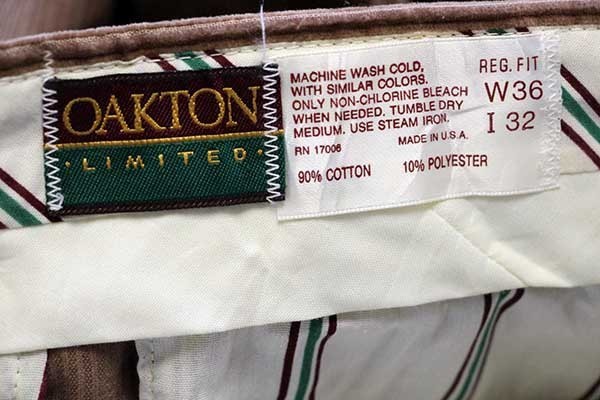 OAKTON
·LIMITED·
MACHINE WASH COLD,
WITH SIMILAR COLORS.
ONLY NON-CHLORINE BLEACH
WHEN NEEDED. TUMBLE DRY
MEDIUM. USE STEAM IRON.
RN 17006 MADE IN U.S.A.
90% COTTON 10% POLYESTER
REG. FIT
W36
I 32